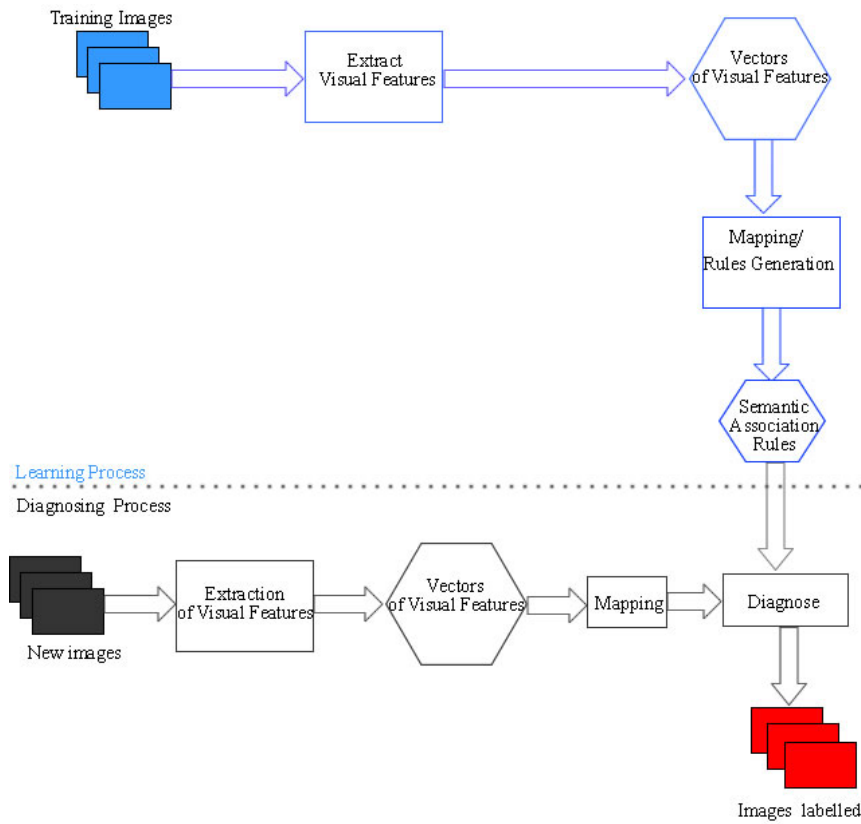 Training Images
Extract
Visual Features
Vectors
of Visual Features
Mapping/
Rules Generation
Semantic
Association
Rules
Learning Process
Diagnosing Process
New images
Extraction
of Visual Features
Vectors
of Visual Features
Mapping
Diagnose
Images labelled